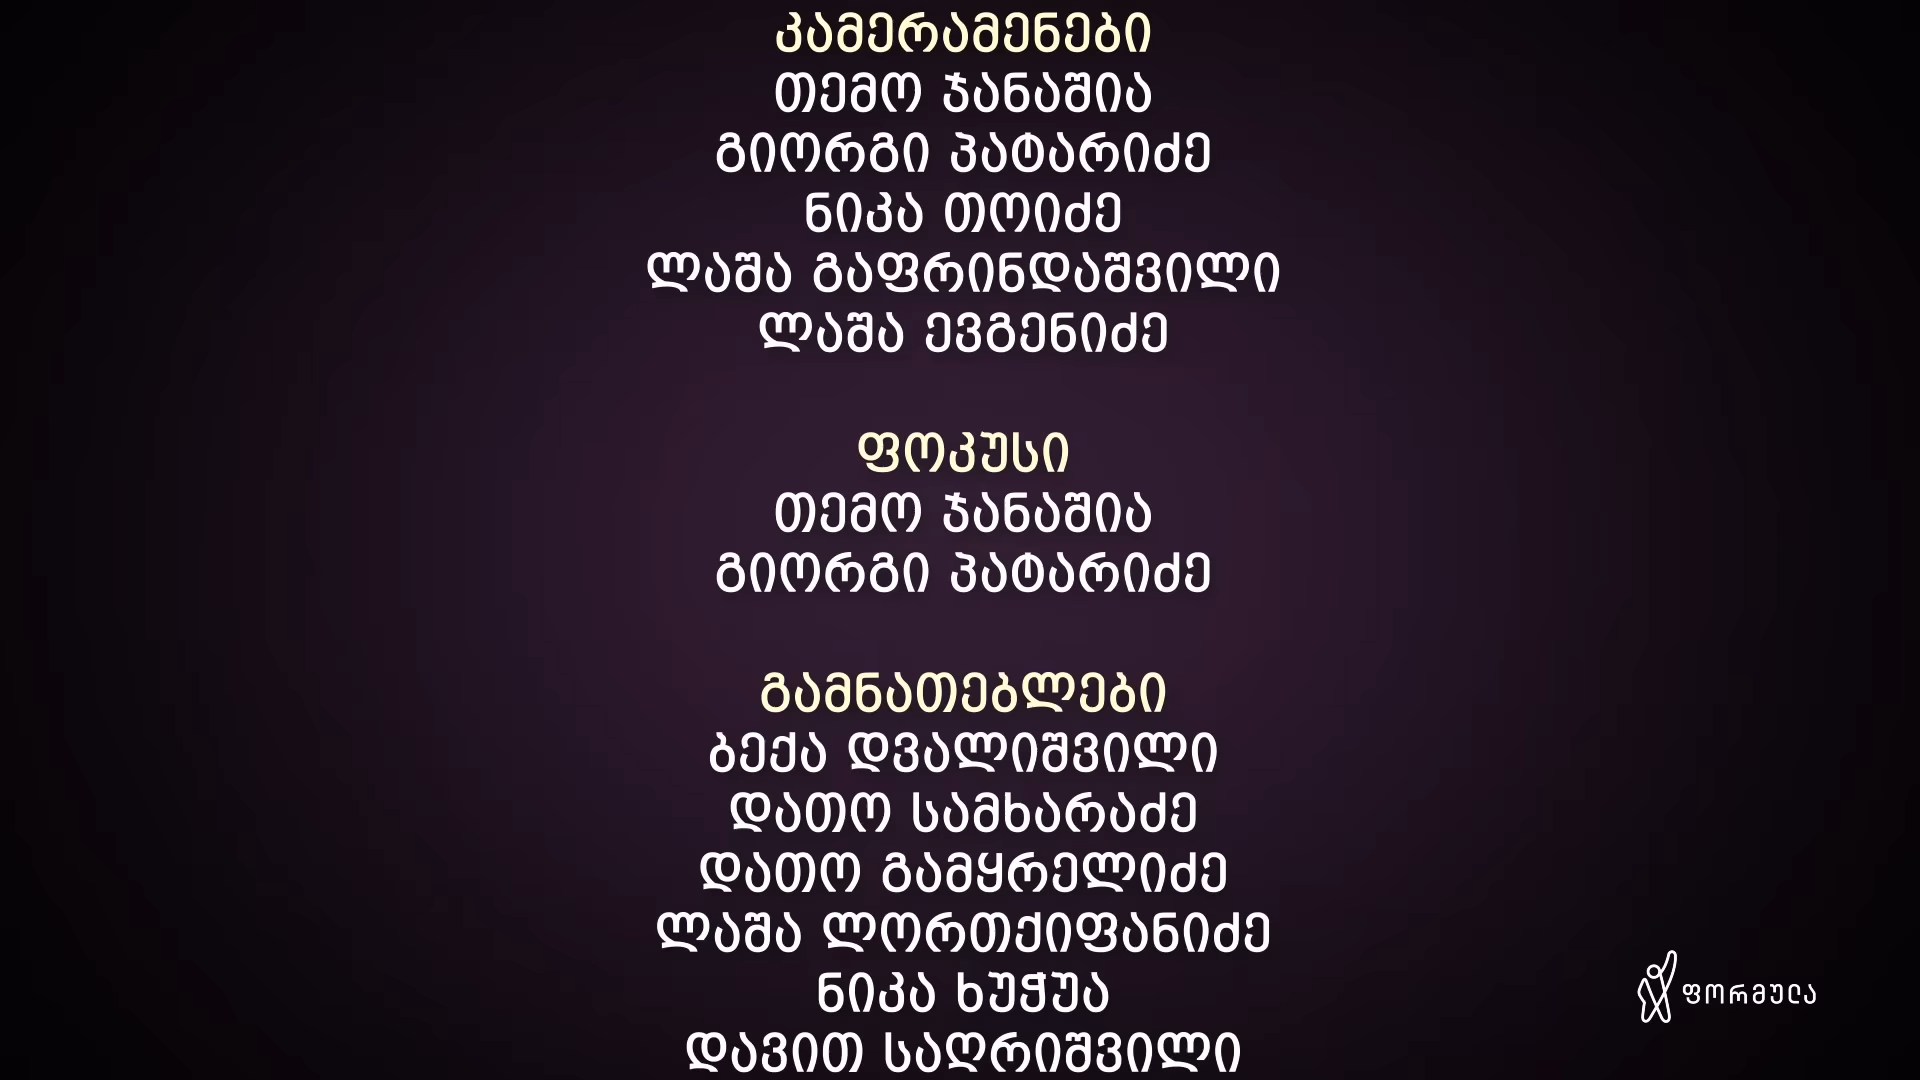 კამერამენები
თემო ჯანაშია
გიორგი პატარიძე
ნიკა თოიძე
ლაშა გაფრინდაშვილი
ლაშა ევგენიძე
ფოკუსი
თემო ჯანაშია
გიორგი პატარიძე
გამნათებლები
ბექა დვალიშვილი
დათო სამხარაძე
დათო გამყრელიძე
ლაშა ლორთქიფანიძე
ნიკა ხუჭუა
დავით საღრიშვილი
ფორმულა